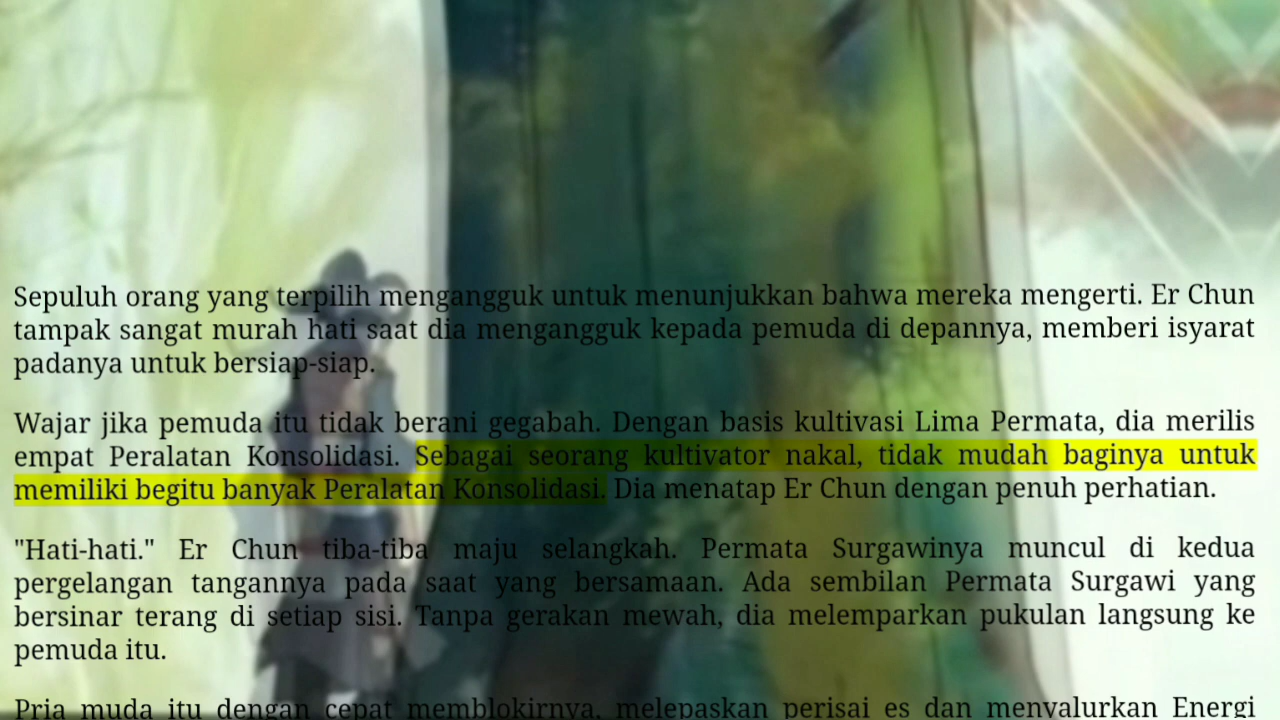 Sepuluh orang yang terpilih mengangguk untuk menunjukkan bahwa mereka mengerti. Er Chun
tampak sangat murah hati saat dia mengangguk kepada pemuda di depannya, memberi isyarat
padanya untuk bersiap-siap.
Wajar jika pemuda itu tidak berani gegabah. Dengan basis kultivasi Lima Permata, dia merilis
empat Peralatan Konsolidasi. Sebagai seorang kultivator nakal, tidak mudah baginya untuk
memiliki begitu banyak Peralatan Konsolidasi. Dia menatap Er Chun dengan penuh perhatian.
"Hati-hati." Er Chun tiba-tiba maju selangkah. Permata Surgawinya muncul di kedua
pergelangan tangannya pada saat yang bersamaan. Ada sembilan Permata Surgawi yang
bersinar terang di setiap sisi. Tanpa gerakan mewah, dia melemparkan pukulan langsung ke
pemuda itu.
Pria muda itu dengan cepat memblokirnya, melepaskan perisai es dan menyalurkan Energi